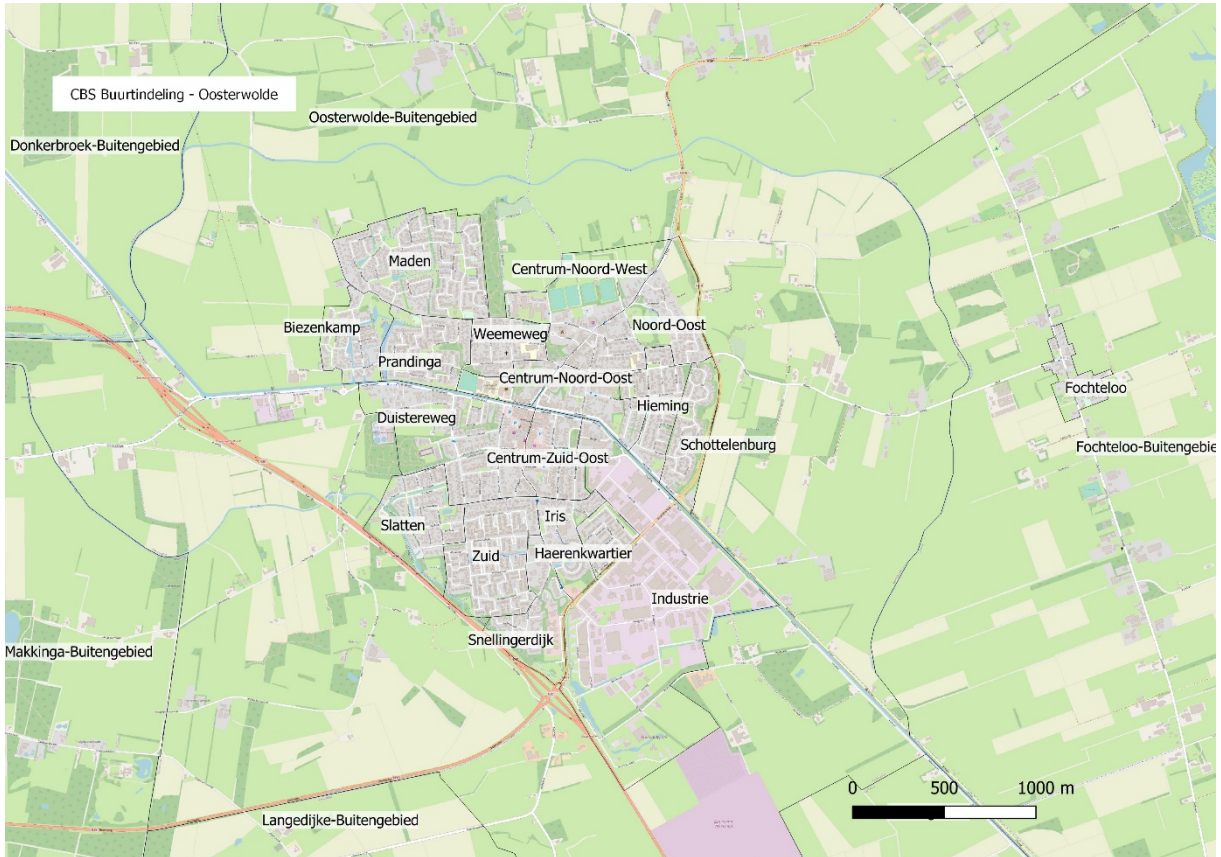 CBS Buurtindeling - Oosterwolde
Oosterwolde-Buitengebied
Donkerbroek-Buitengebied
Maden
Centrum-Noord-West
Biezenkamp
Weemeweg
Noord-Oost
Prandinga
Centrum-Noord-Oost
Fochteloo
Duistereweg
Hieming
Schottelenburg
Fochteloo-Buitengebie
Centrum-Zuid-Oost
Slatten
Iris
Zuid
Haerenkwartier
Industrie
Snellingerdijk
Makkinga-Buitengebied
0 500 1000 m
Langedijke-Buitengebied